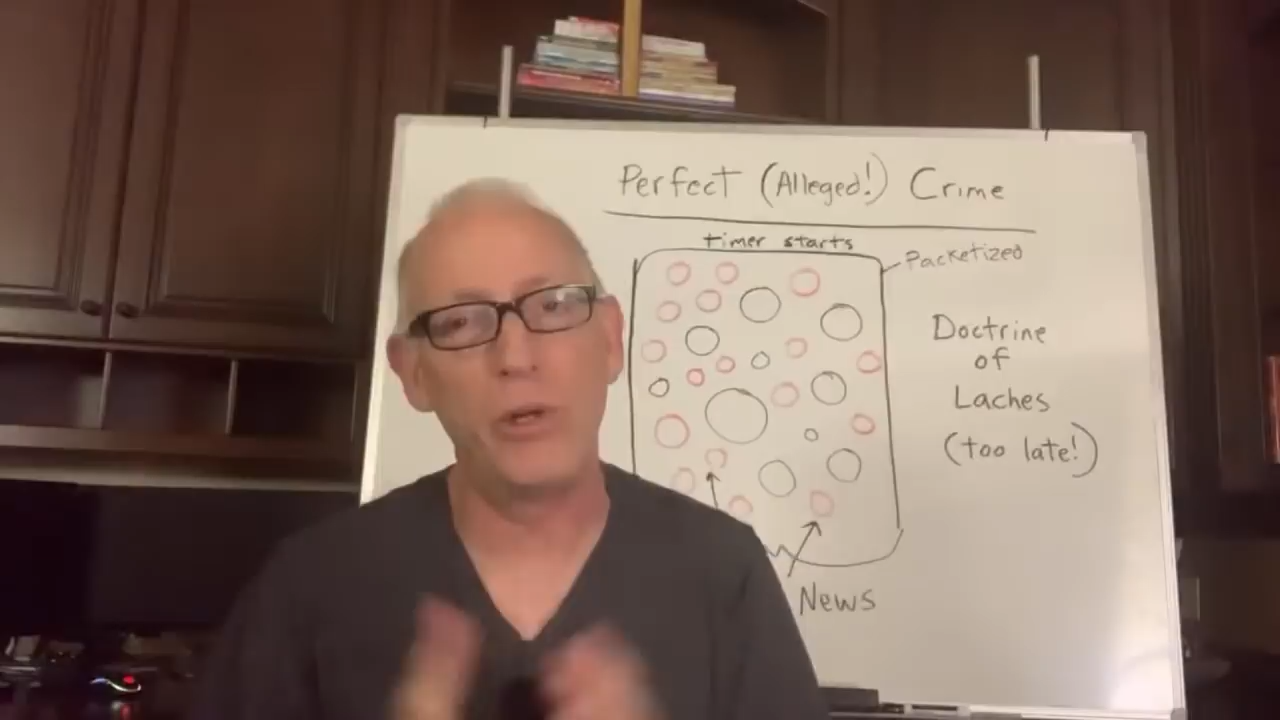 Perfect (Alleged!) Crime
timer starts
Packetized
Doctrine
of
Laches
(too late!)
News